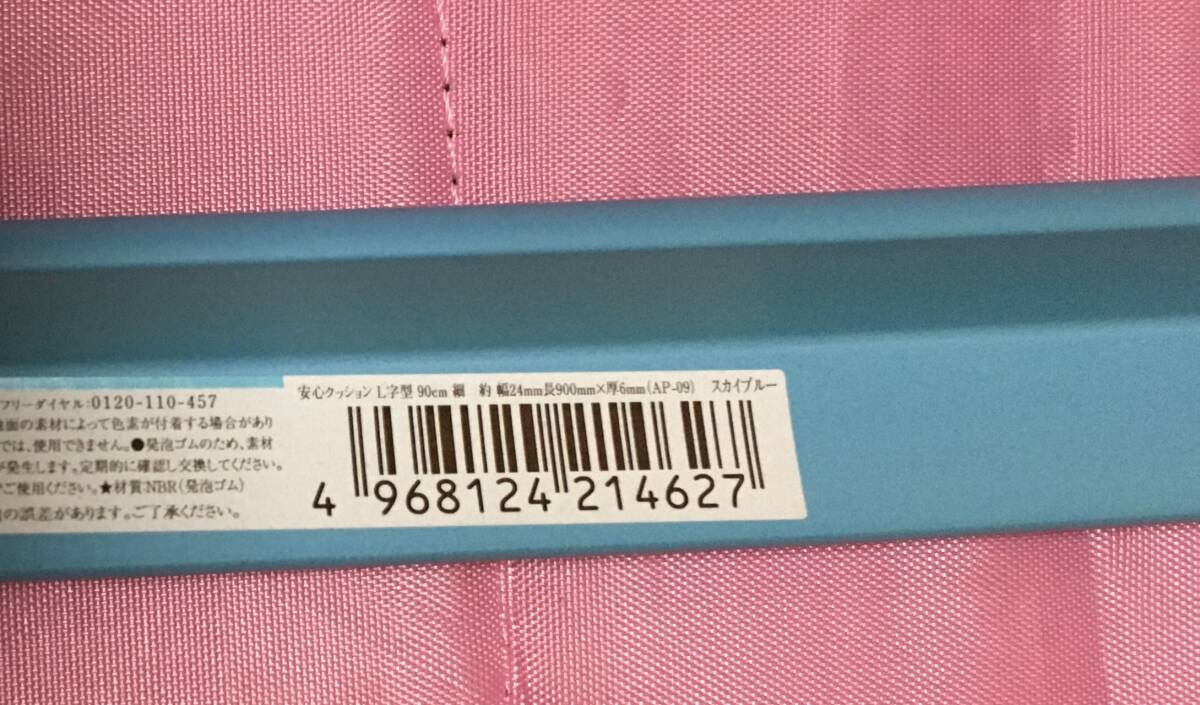 フリーダイヤル:0120-110-457
面の素材によって色素が付着する場合があり
では、使用できません。●発泡ゴムのため、素材
が発生します。定期的に確認し交換してください。
ご使用ください。★材質:NBR(発泡ゴム)
の誤差があります。ご了承ください。
安心クッション L字型 90cm 細 約 幅24mm長900mm×厚6mm(AP-09) スカイブルー
4 968124 214627